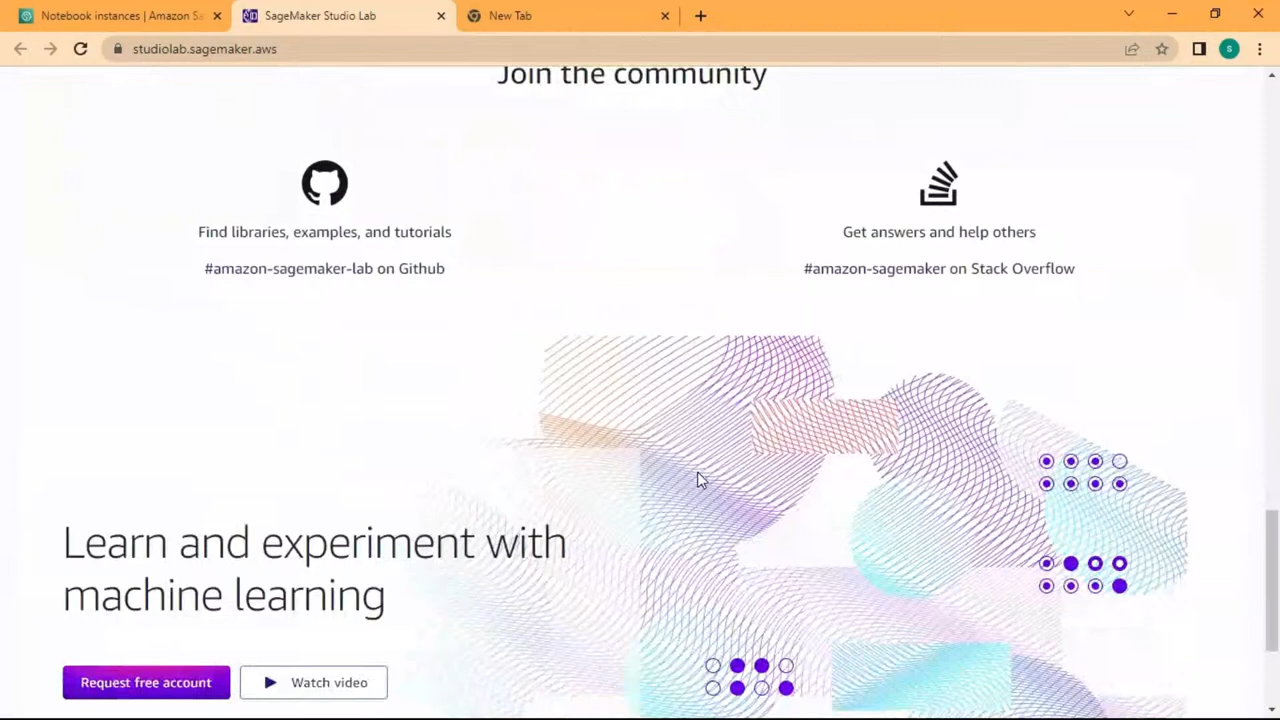 Notebook instances | Amazon Sa
SageMaker Studio Lab
New Tab
studiolab.sagemaker.aws
S
Join the community
Find libraries, examples, and tutorials
Get answers and help others
#amazon-sagemaker-lab on Github
#amazon-sagemaker on Stack Overflow
Learn and experiment with
machine learning
Request free account
Watch video